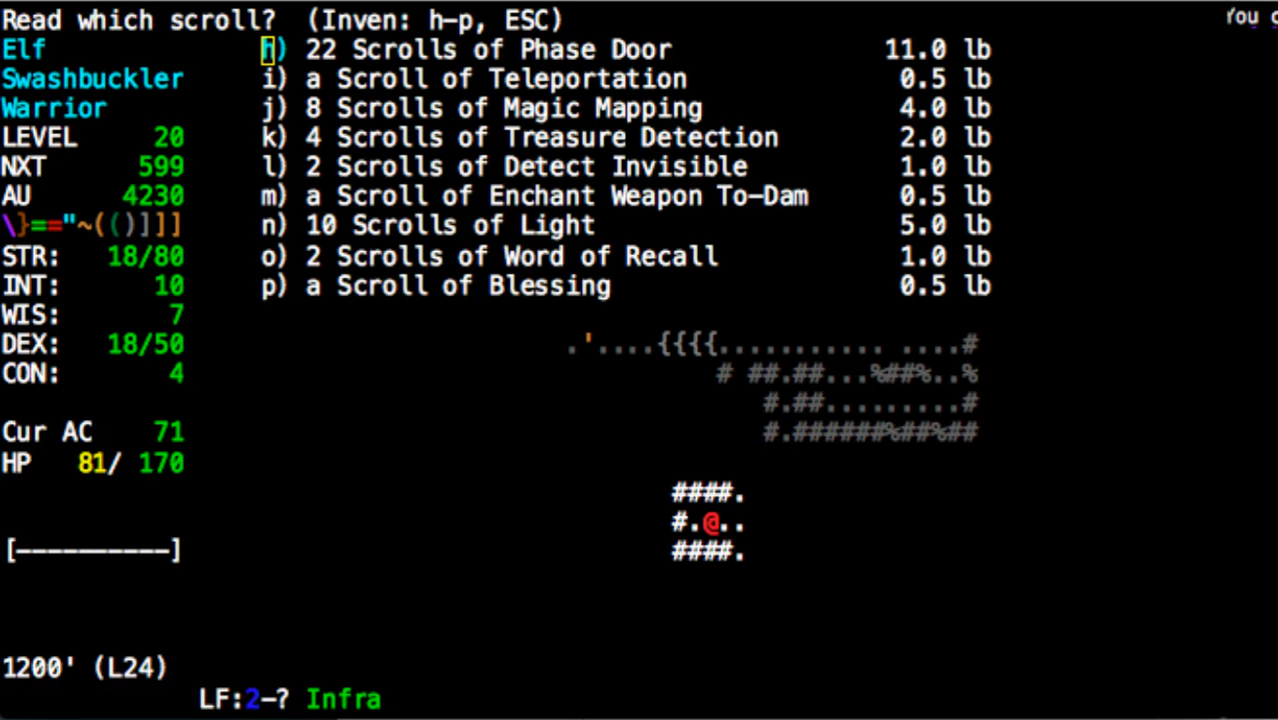 Read which scroll?  (Inven: h-p, ESC) You
Elf h) 22 Scrolls of Phase Door 11.0 lb
Swashbuckler i) a Scroll of Teleportation 0.5 lb
Warrior j) 8 Scrolls of Magic Mapping 4.0 lb
LEVEL 20 k) 4 Scrolls of Treasure Detection 2.0 lb
NXT 599 l) 2 Scrolls of Detect Invisible 1.0 lb
AU 4230 m) a Scroll of Enchant Weapon To-Dam 0.5 lb
\}=="~(()]]] n) 10 Scrolls of Light 5.0 lb
STR: 18/80 o) 2 Scrolls of Word of Recall 1.0 lb
INT: 10 p) a Scroll of Blessing 0.5 lb
WIS: 7
DEX: 18/50 .'....{{{{........... ....#
CON: 4 # ##.##...%##%..%
#.##.........#
Cur AC 71 #.######%##%##
HP 81/ 170
####.
#.@..
[----------] ####.
1200' (L24)
LF:2-? Infra